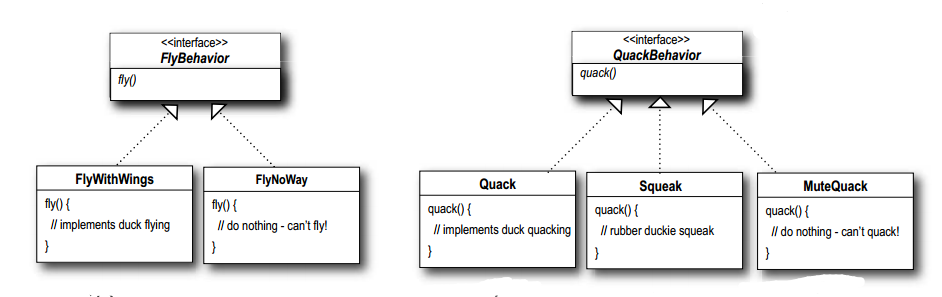 <<interface>>
FlyBehavior
fly()
<<interface>>
QuackBehavior
quack()
FlyWithWings
fly() {
// implements duck flying
}
FlyNoWay
fly() {
// do nothing - can't fly!
}
Quack
quack() {
// implements duck quacking
}
Squeak
quack() {
// rubber duckie squeak
}
MuteQuack
quack() {
// do nothing - can't quack!
}